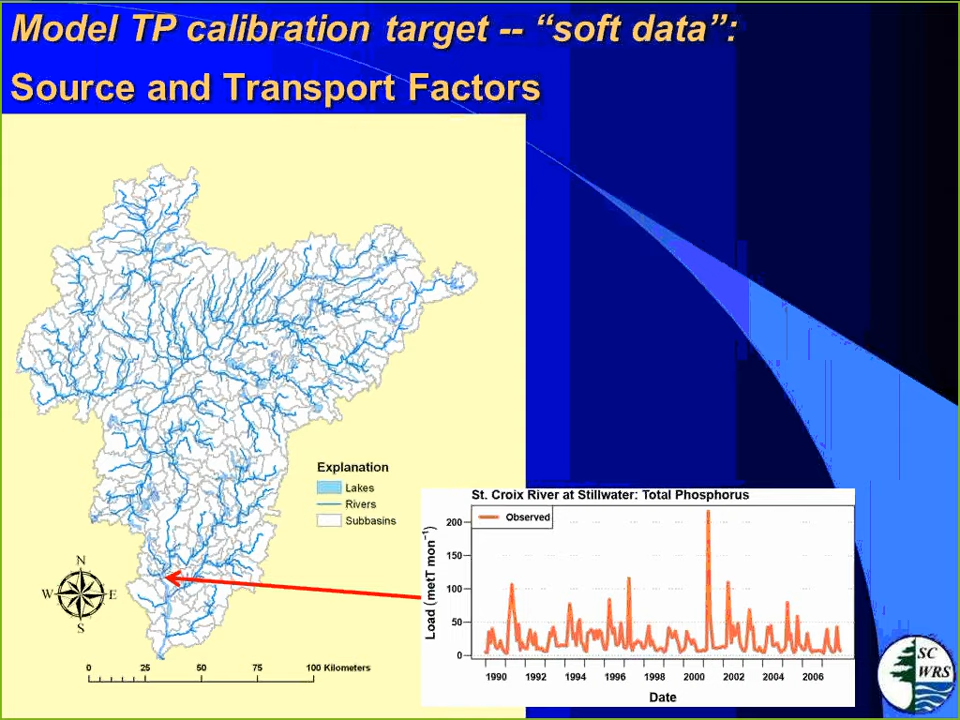 Model TP calibration target -- “soft data”:
Source and Transport Factors
Explanation
Lakes
Rivers
Subbasins
N
W E
S
0 25 50 75 100 Kilometers
St. Croix River at Stillwater: Total Phosphorus
Observed
Load (metT mon⁻¹)
200
150
100
50
0
1990 1992 1994 1996 1998 2000 2002 2004 2006
Date
SC
WRS